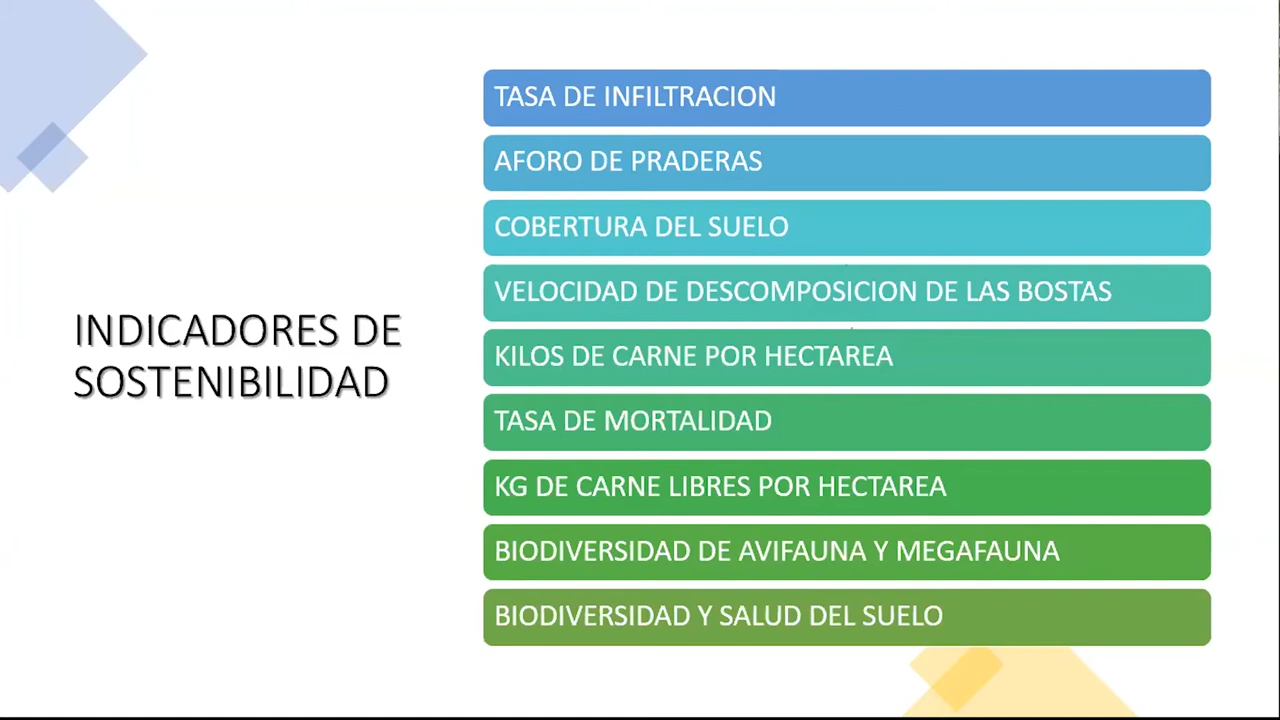 INDICADORES DE
SOSTENIBILIDAD
TASA DE INFILTRACION
AFORO DE PRADERAS
COBERTURA DEL SUELO
VELOCIDAD DE DESCOMPOSICION DE LAS BOSTAS
KILOS DE CARNE POR HECTAREA
TASA DE MORTALIDAD
KG DE CARNE LIBRES POR HECTAREA
BIODIVERSIDAD DE AVIFAUNA Y MEGAFAUNA
BIODIVERSIDAD Y SALUD DEL SUELO